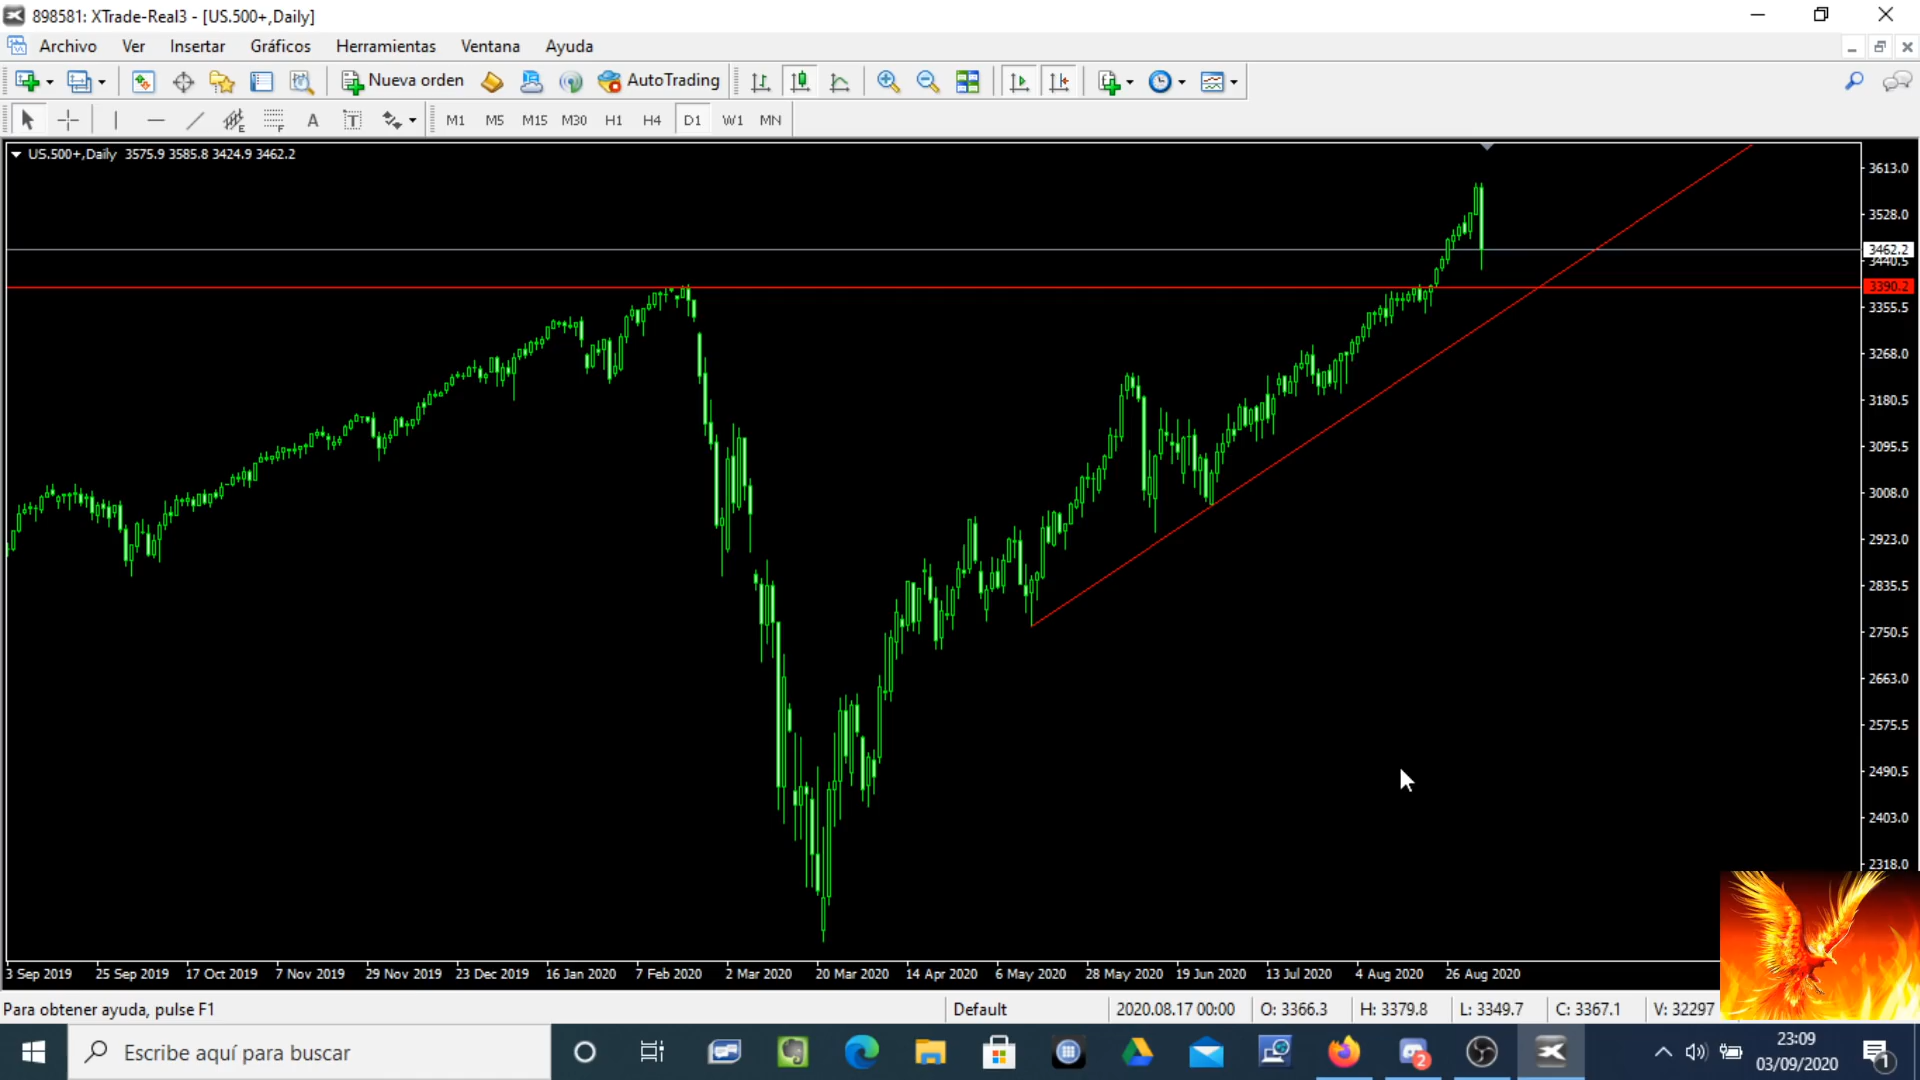 898581: XTrade-Real3 - [US.500+,Daily]
Archivo Ver Insertar Gráficos Herramientas Ventana Ayuda
Nueva orden AutoTrading
E F A T M1 M5 M15 M30 H1 H4 D1 W1 MN
US.500+,Daily 3575.9 3585.8 3424.9 3462.2
3613.0
3528.0
3462.2
3440.5
3390.2
3355.5
3268.0
3180.5
3095.5
3008.0
2923.0
2835.5
2750.5
2663.0
2575.5
2490.5
2403.0
2318.0
3 Sep 2019 25 Sep 2019 17 Oct 2019 7 Nov 2019 29 Nov 2019 23 Dec 2019 16 Jan 2020 7 Feb 2020 2 Mar 2020 20 Mar 2020 14 Apr 2020 6 May 2020 28 May 2020 19 Jun 2020 13 Jul 2020 4 Aug 2020 26 Aug 2020
Para obtener ayuda, pulse F1 Default 2020.08.17 00:00 O: 3366.3 H: 3379.8 L: 3349.7 C: 3367.1 V: 32297
Escribe aquí para buscar 2 23:09 1
03/09/2020